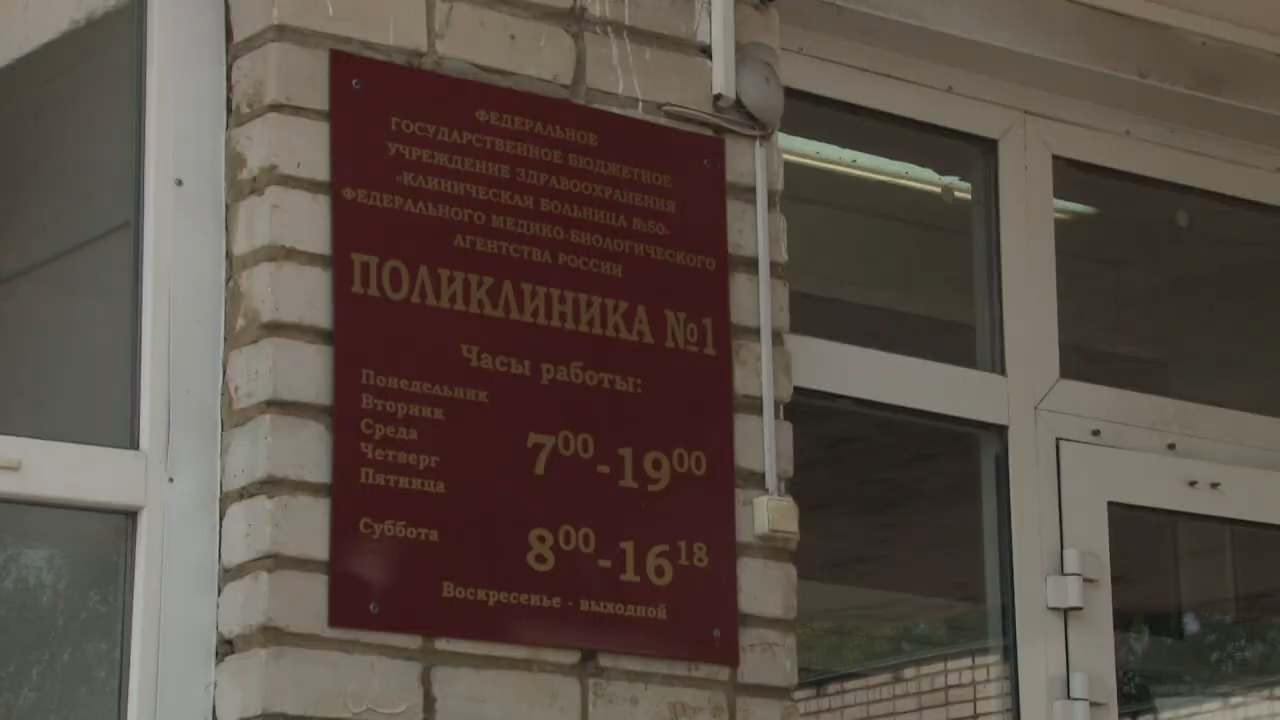 ФЕДЕРАЛЬНОЕ
ГОСУДАРСТВЕННОЕ БЮДЖЕТНОЕ
УЧРЕЖДЕНИЕ ЗДРАВООХРАНЕНИЯ
«КЛИНИЧЕСКАЯ БОЛЬНИЦА №50»
ФЕДЕРАЛЬНОГО МЕДИКО-БИОЛОГИЧЕСКОГО
АГЕНТСТВА РОССИИ
ПОЛИКЛИНИКА №1
Часы работы:
Понедельник
Вторник
Среда
Четверг
Пятница
7⁰⁰-19⁰⁰
Суббота
8⁰⁰-16¹⁸
Воскресенье - выходной